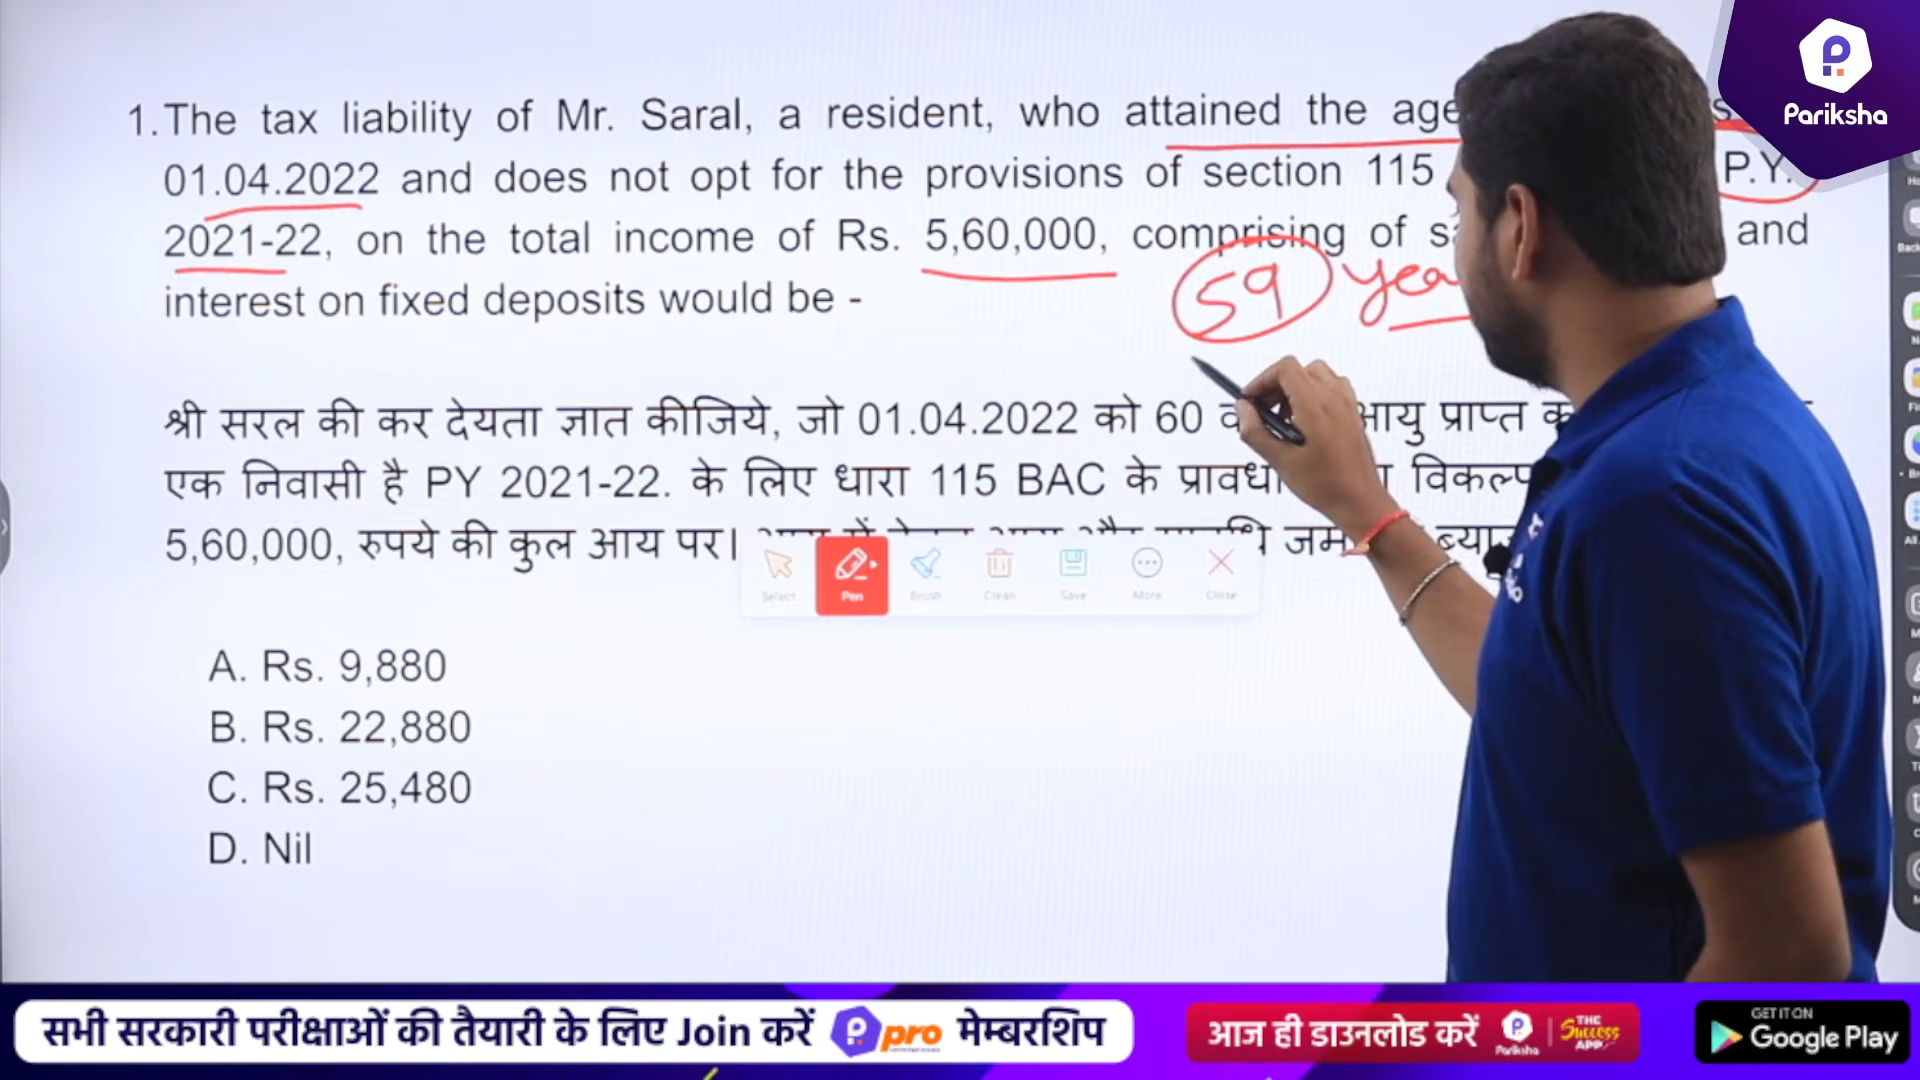 Pariksha
1. The tax liability of Mr. Saral, a resident, who attained the age
01.04.2022 and does not opt for the provisions of section 115 P.Y.
2021-22, on the total income of Rs. 5,60,000, comprising of and
59
interest on fixed deposits would be -
श्री सरल की कर देयता ज्ञात कीजिये, जो 01.04.2022 को 60 आयु प्राप्त
एक निवासी है PY 2021-22. के लिए धारा 115 BAC के
5,60,000, रुपये की कुल आय पर।
Select Pen Brush Clean Save More Close
A. Rs. 9,880
B. Rs. 22,880
C. Rs. 25,480
D. Nil
सभी सरकारी परीक्षाओं की तैयारी के लिए Join करें pro मेम्बरशिप
आज ही डाउनलोड करें Pariksha THE Success APP
GET IT ON
Google Play